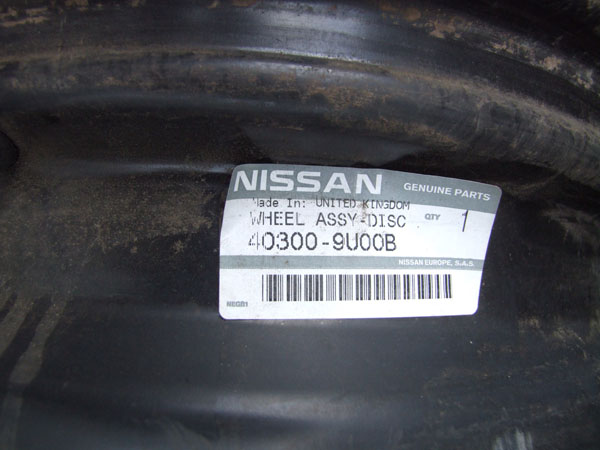 NISSAN GENUINE PARTS
Made In: UNITED KINGDOM
WHEEL ASSY-DISC QTY 1
40300-9U00B
NISSAN EUROPE, S.A.S.
NEGB1